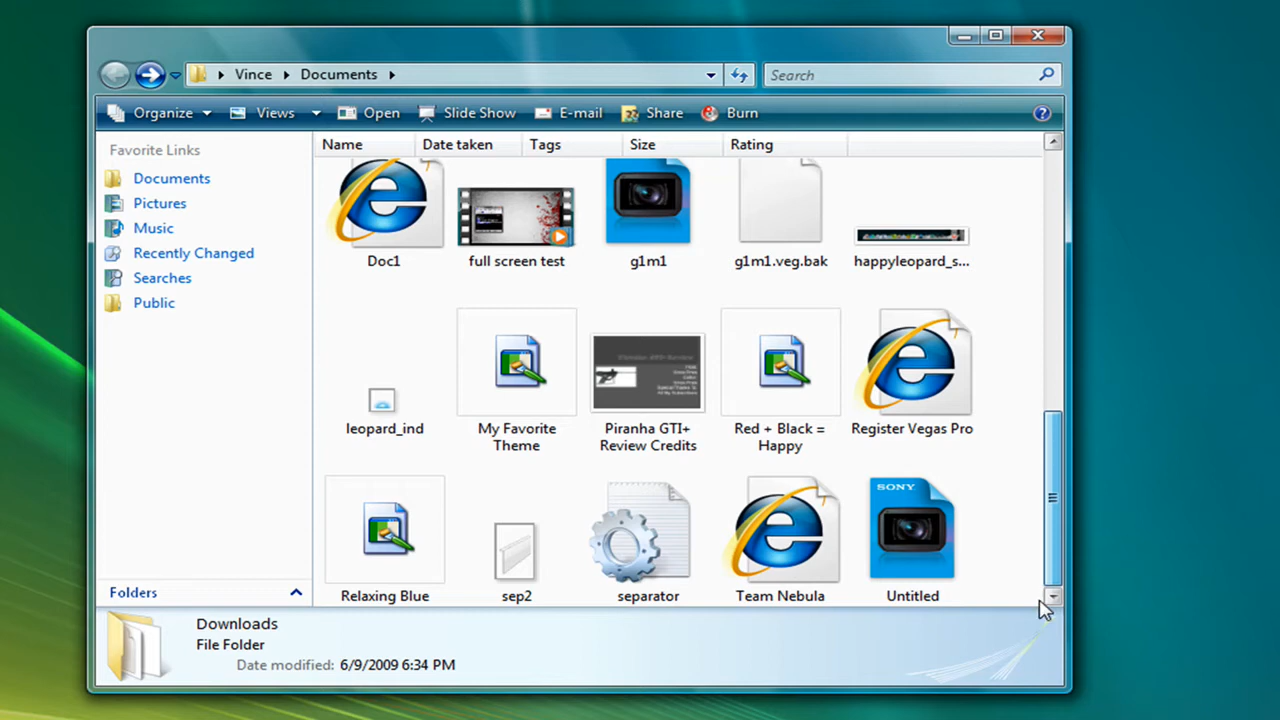 Vince Documents
Search
Organize Views Open Slide Show E-mail Share Burn
Favorite Links
Documents
Pictures
Music
Recently Changed
Searches
Public
Folders
Name Date taken Tags Size Rating
Doc1
full screen test
g1m1
g1m1.veg.bak
happyleopard_s...
leopard_ind
My Favorite
Theme
Piranha GTI+
Review Credits
Red + Black =
Happy
Register Vegas Pro
Relaxing Blue
sep2
separator
Team Nebula
SONY
Untitled
Downloads
File Folder
Date modified: 6/9/2009 6:34 PM